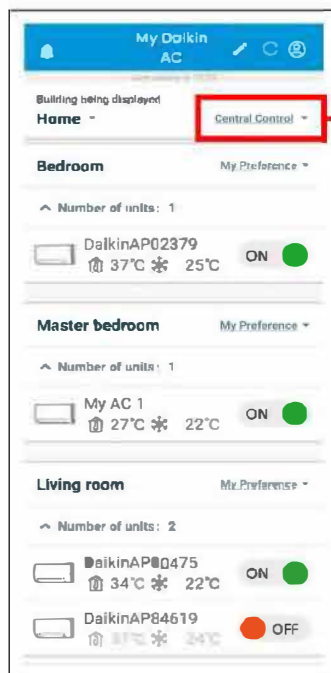 My Daikin
AC
Building being displayed
Home
Central Control
Bedroom
My Preference
Number of units: 1
DaikinAP02379
37°C 25°C
ON
Master bedroom
My Preference
Number of units: 1
My AC 1
27°C 22°C
ON
Living room
My Preference
Number of units: 2
34°C 22°C
ON
DaikinAP84619
OFF